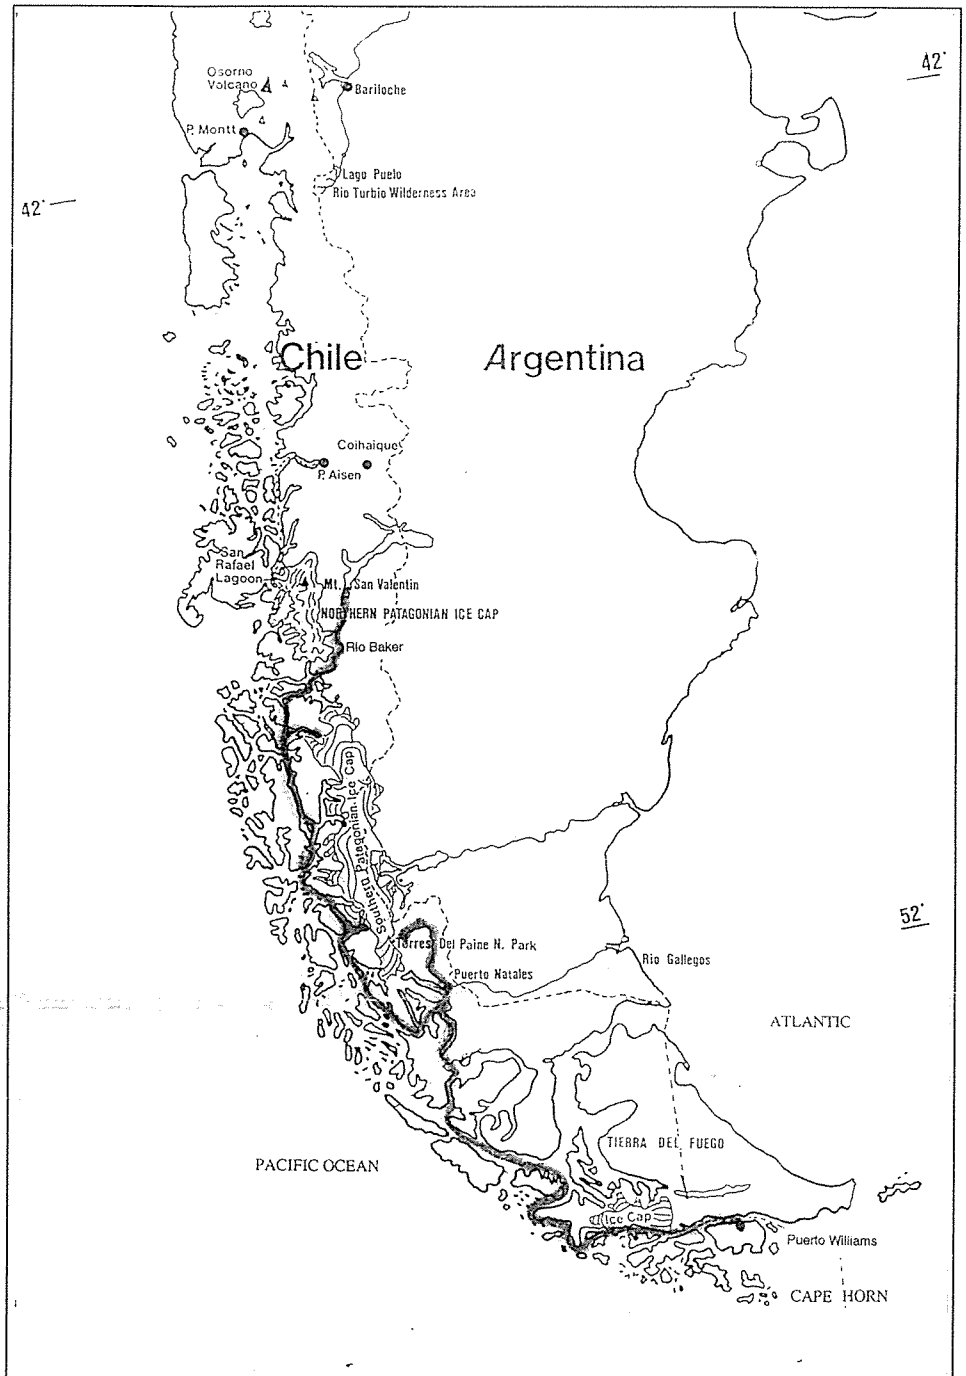 42°
Osorno
Volcano
Bariloche
P. Montt
Lago Puelo
Rio Turbio Wilderness Area
42°
Chile
Argentina
Coihaique
P. Aisen
San
Rafael
Lagoon
Mt. San Valentin
NORTHERN PATAGONIAN ICE CAP
Rio Baker
Southern Patagonian Ice Cap
52°
Torres Del Paine N. Park
Rio Gallegos
Puerto Natales
ATLANTIC
TIERRA DEL FUEGO
PACIFIC OCEAN
Ice Cap
Puerto Williams
CAPE HORN